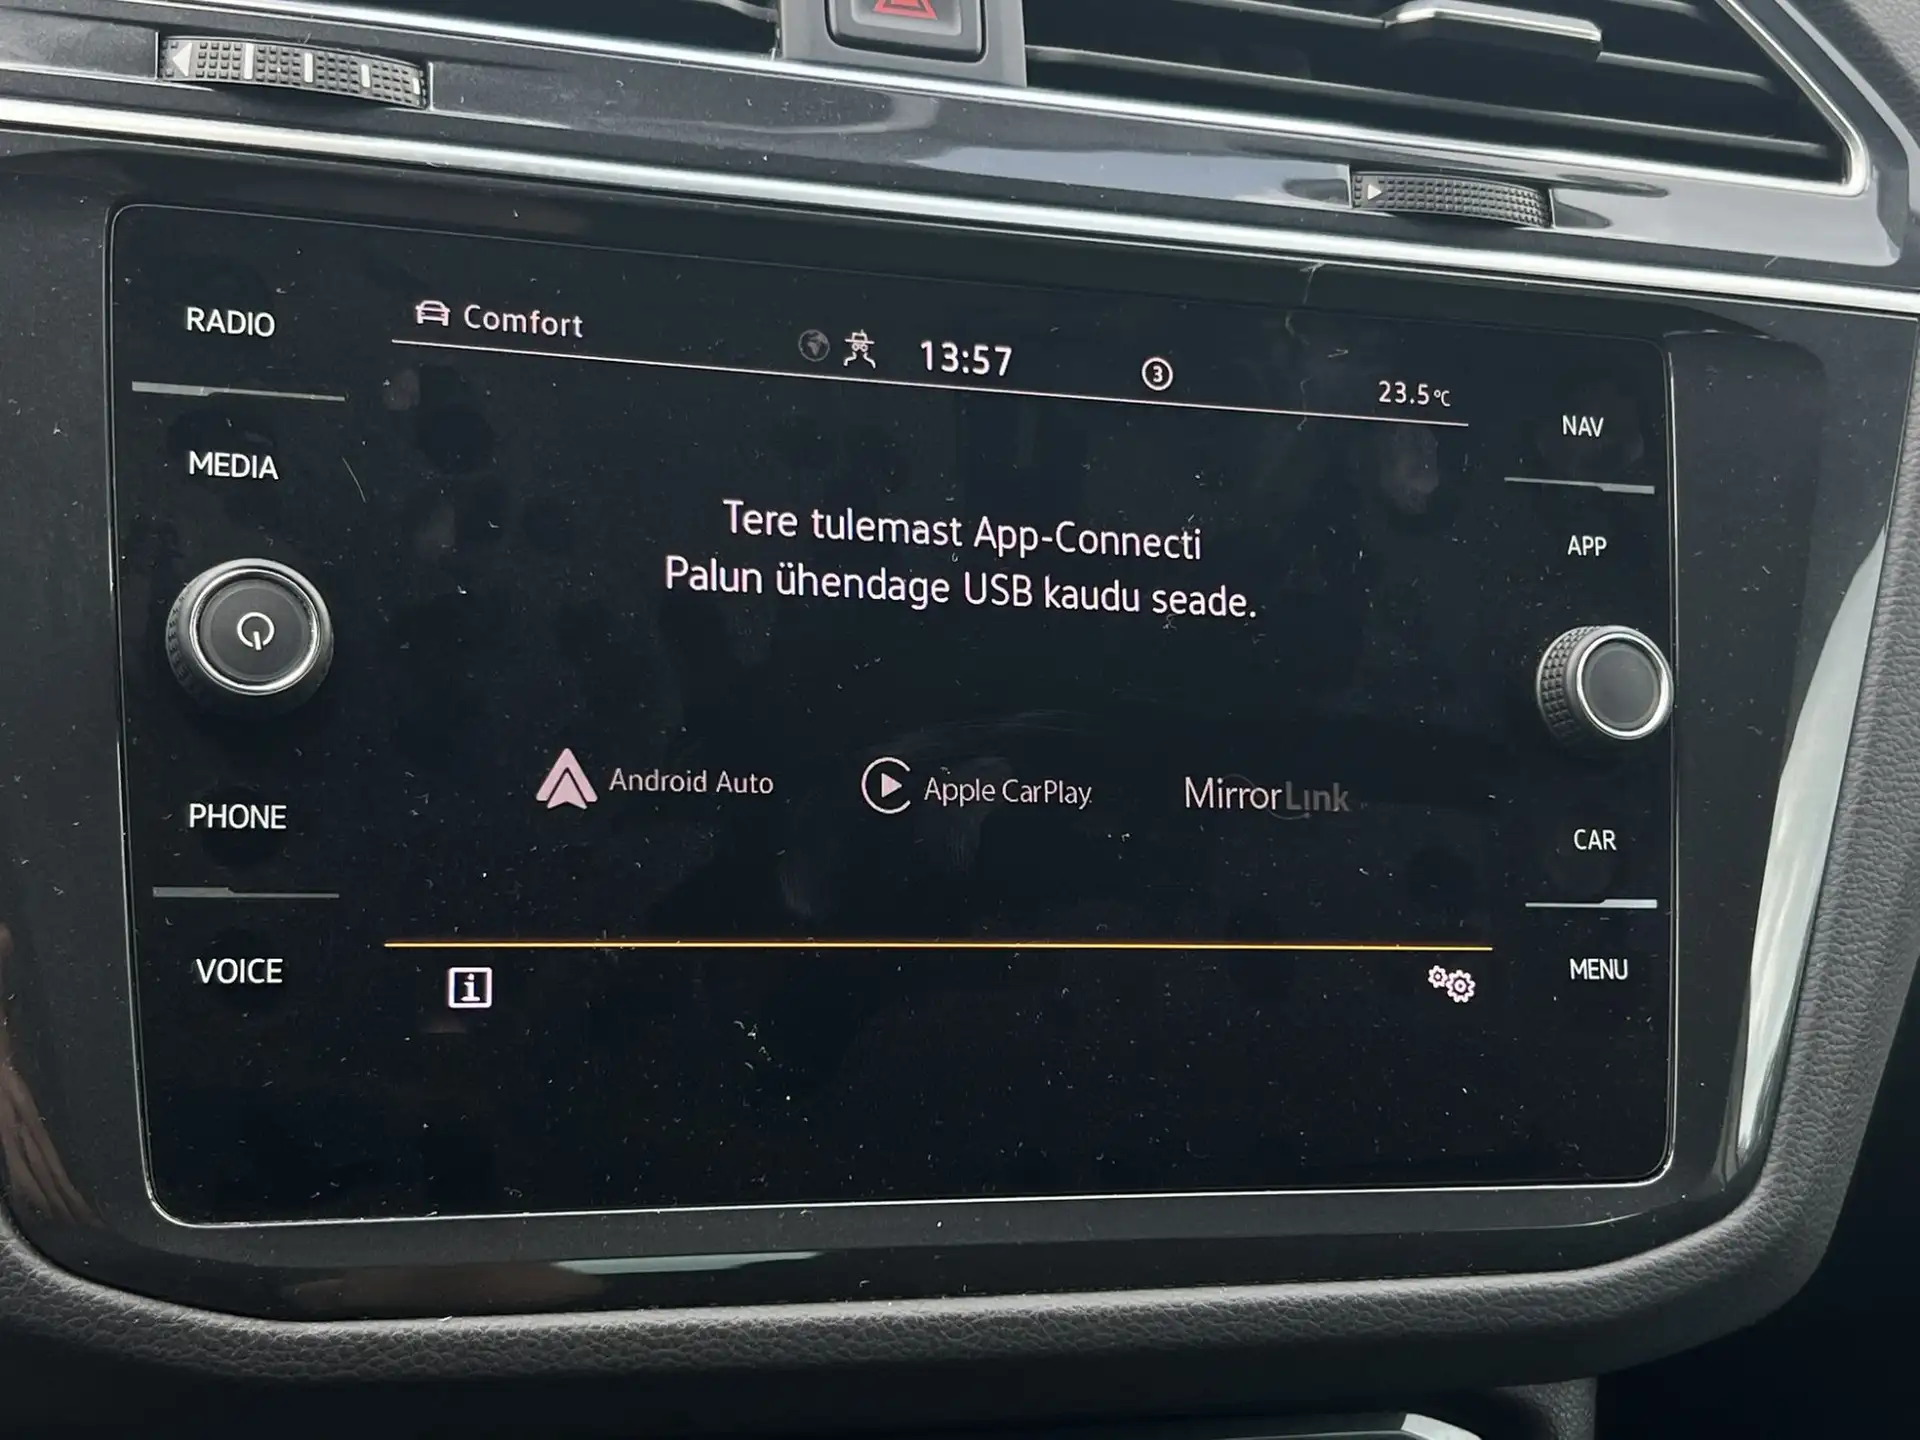 RADIO
MEDIA
PHONE
VOICE
Comfort
13:57
3
23.5°C
Tere tulemast App-Connecti
Palun ühendage USB kaudu seade.
Android Auto
Apple CarPlay
MirrorLink
i
NAV
APP
CAR
MENU